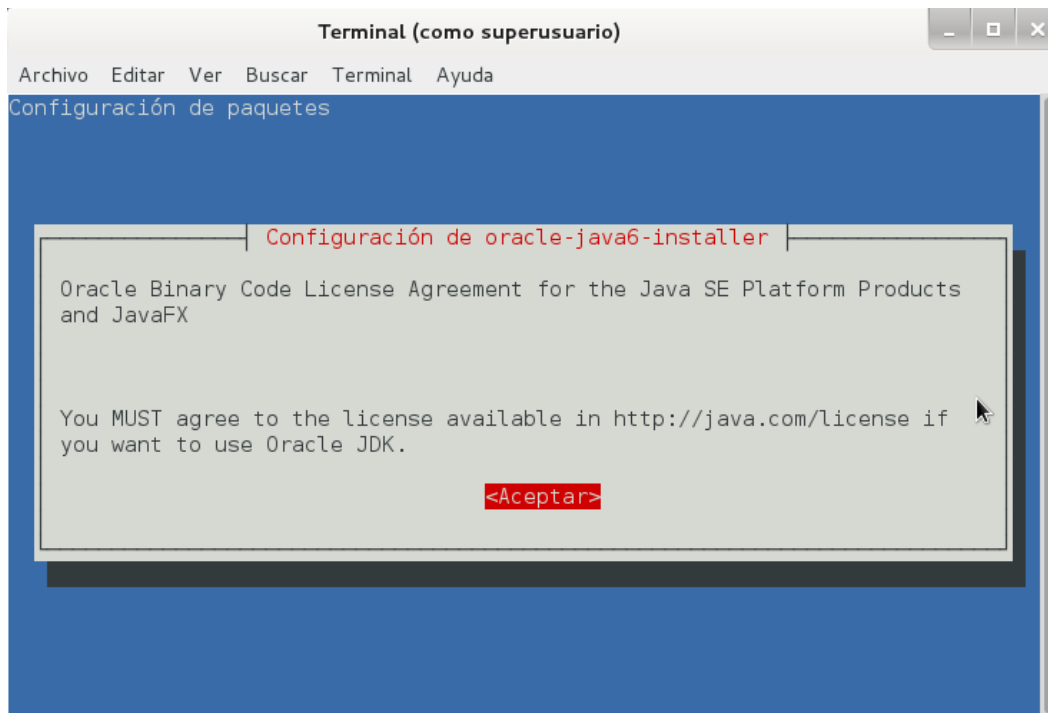 Terminal (como superusuario)
Archivo Editar Ver Buscar Terminal Ayuda
Configuración de paquetes
Configuración de oracle-java6-installer
Oracle Binary Code License Agreement for the Java SE Platform Products
and JavaFX
You MUST agree to the license available in http://java.com/license if
you want to use Oracle JDK.
<Aceptar>